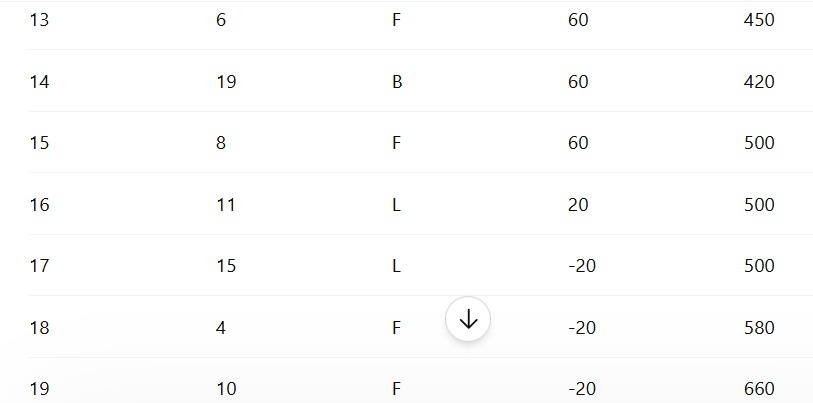 13 6 F 60 450
14 19 B 60 420
15 8 F 60 500
16 11 L 20 500
17 15 L -20 500
18 4 F -20 580
19 10 F -20 660